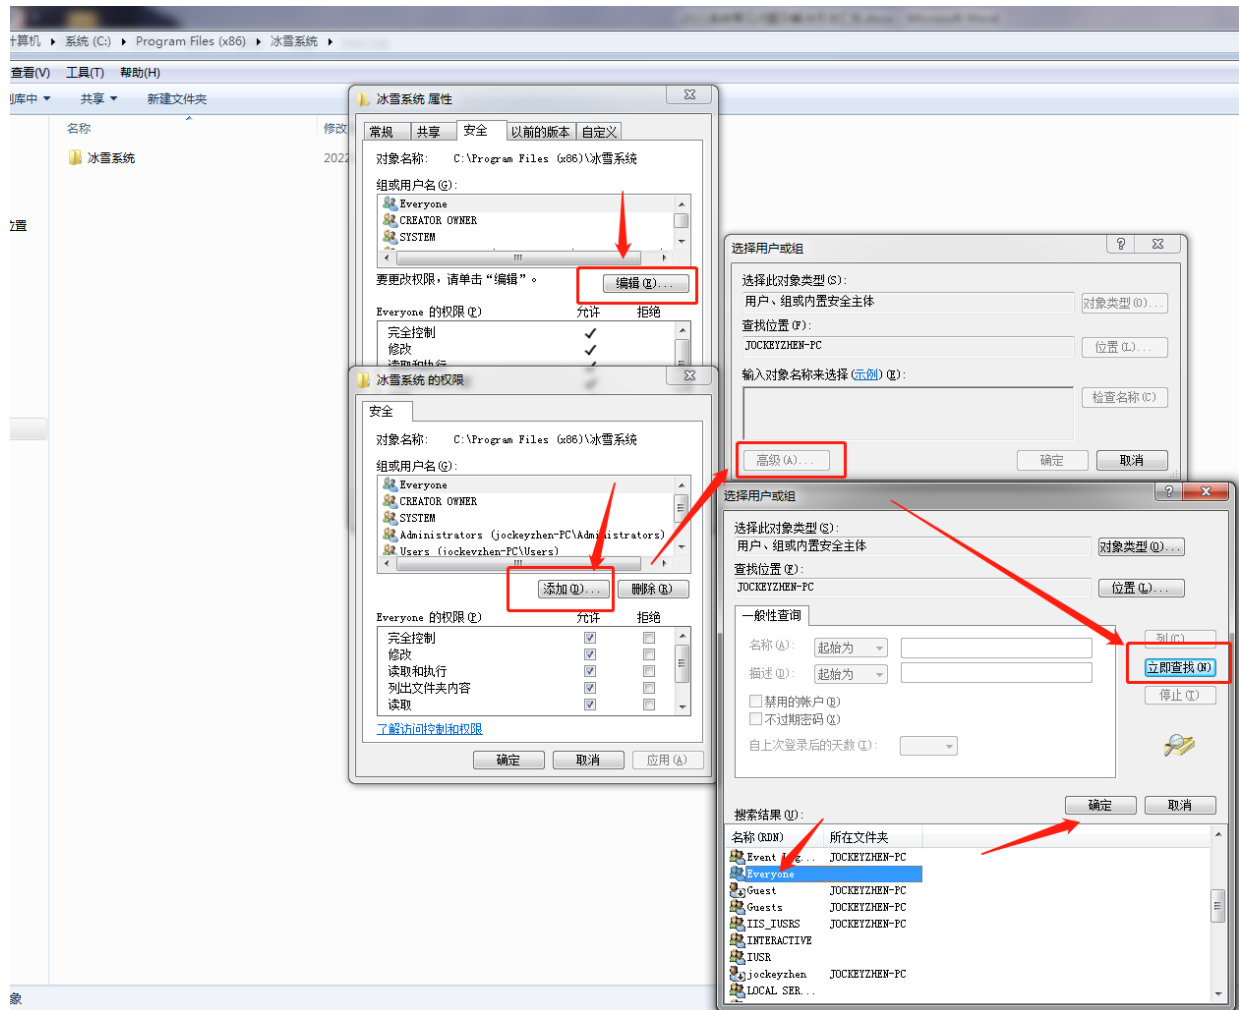 计算机 ▸ 系统 (C:) ▸ Program Files (x86) ▸ 冰雪系统 ▸
查看(V) 工具(T) 帮助(H)
库中 共享 新建文件夹
名称 修改
冰雪系统 2022
位置
象
冰雪系统 属性
常规 共享 安全 以前的版本 自定义
对象名称: C:\Program Files (x86)\冰雪系统
组或用户名(G):
Everyone
CREATOR OWNER
SYSTEM
要更改权限，请单击“编辑”。 编辑(E)...
Everyone 的权限(P) 允许 拒绝
完全控制
修改
读取和执行
冰雪系统 的权限
安全
对象名称: C:\Program Files (x86)\冰雪系统
组或用户名(G):
Everyone
CREATOR OWNER
SYSTEM
Administrators (jockeyzhen-PC\Administrators)
Users (jockeyzhen-PC\Users)
添加(D)... 删除(R)
Everyone 的权限(P) 允许 拒绝
完全控制
修改
读取和执行
列出文件夹内容
读取
了解访问控制和权限
确定 取消 应用(A)
选择用户或组
选择此对象类型(S):
用户、组或内置安全主体 对象类型(O)...
查找位置(F):
JOCKEYZHEN-PC 位置(L)...
输入对象名称来选择(示例)(E):
检查名称(C)
高级(A)... 确定 取消
选择用户或组
选择此对象类型(S):
用户、组或内置安全主体 对象类型(O)...
查找位置(F):
JOCKEYZHEN-PC 位置(L)...
一般性查询
名称(A): 起始为 列(C)...
描述(D): 起始为 立即查找(N)
禁用的帐户(B) 停止(T)
不过期密码(X)
自上次登录后的天数(I):
确定 取消
搜索结果(U):
名称(RDN) 所在文件夹
Event Log... JOCKEYZHEN-PC
Everyone
Guest JOCKEYZHEN-PC
Guests JOCKEYZHEN-PC
IIS_IUSRS JOCKEYZHEN-PC
INTERACTIVE
IUSR
jockeyzhen JOCKEYZHEN-PC
LOCAL SER...